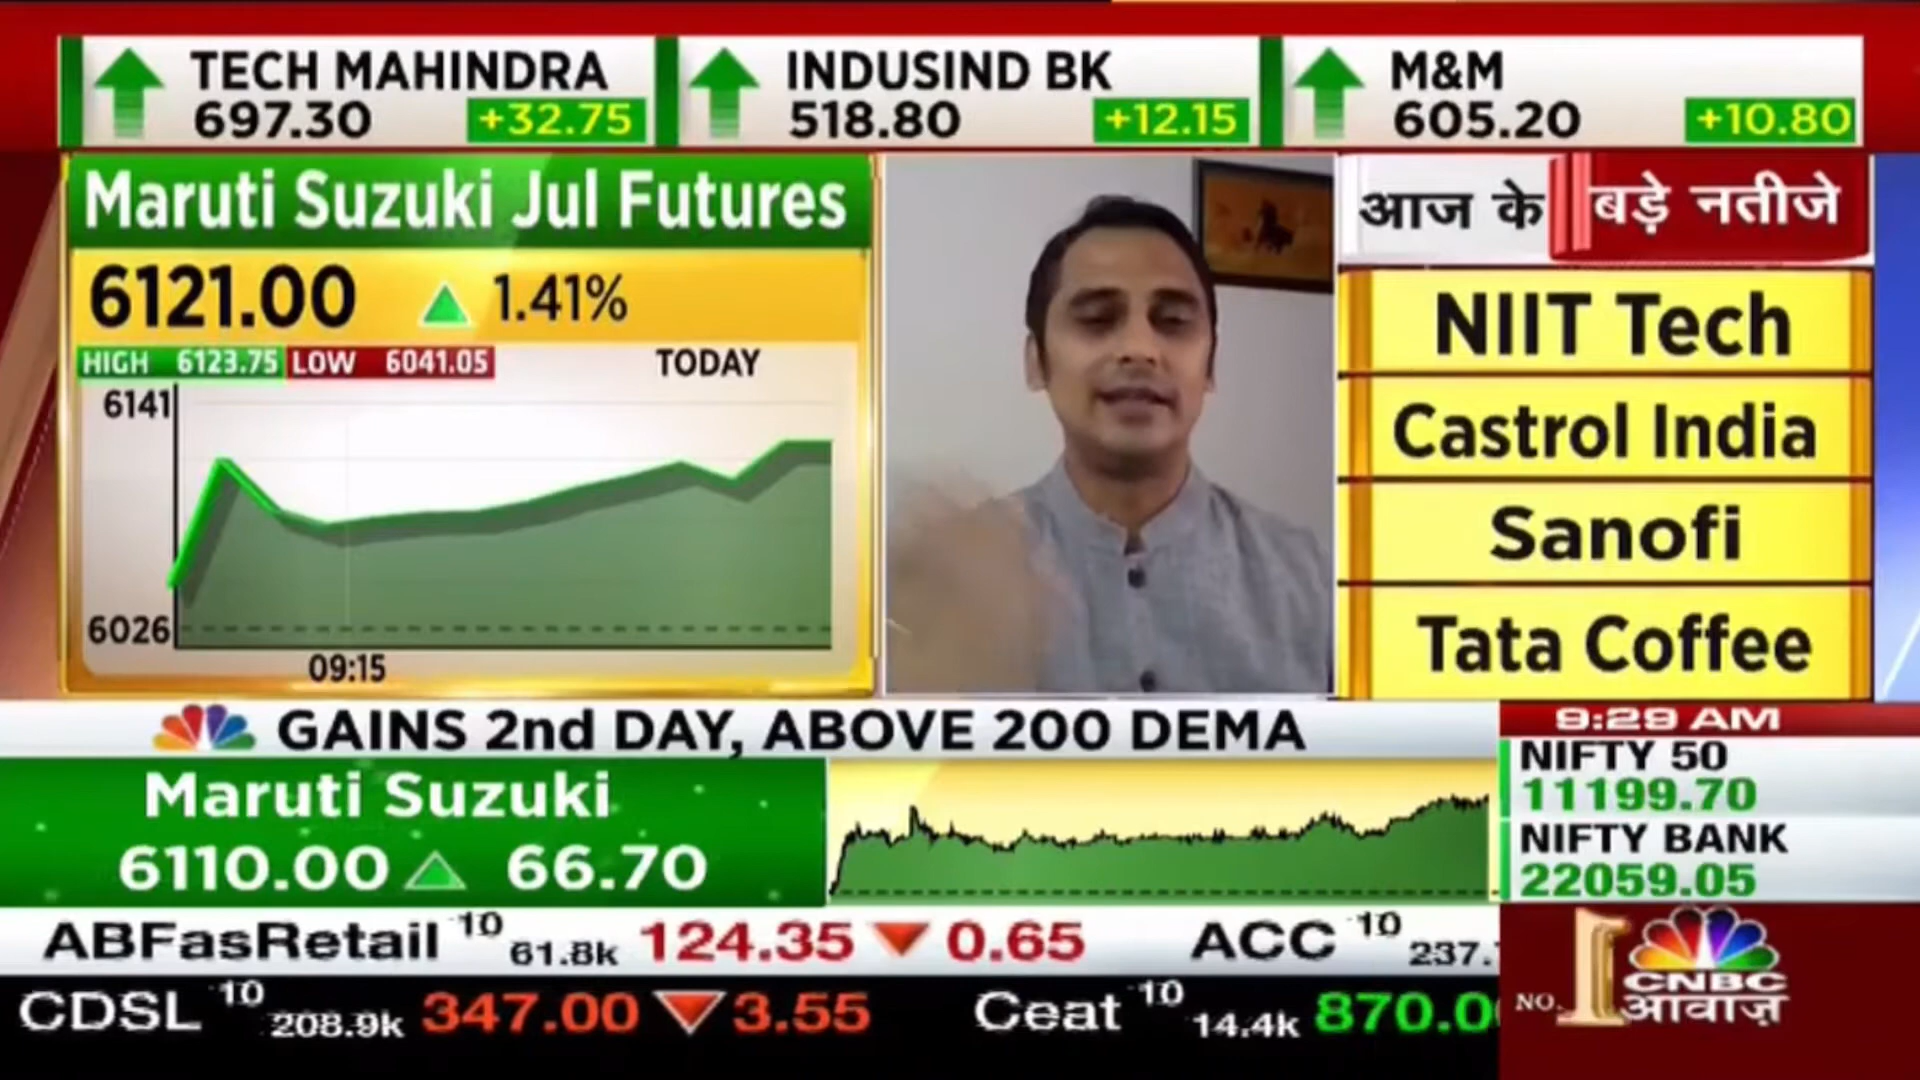 TECH MAHINDRA
697.30 +32.75
INDUSIND BK
518.80 +12.15
M&M
605.20 +10.80
Maruti Suzuki Jul Futures
6121.00 1.41%
HIGH 6123.75 LOW 6041.05 TODAY
6141
6026
09:15
आज के बड़े नतीजे
NIIT Tech
Castrol India
Sanofi
Tata Coffee
GAINS 2nd DAY, ABOVE 200 DEMA
Maruti Suzuki
6110.00 66.70
9:29 AM
NIFTY 50
11199.70
NIFTY BANK
22059.05
ABFasRetail 10 61.8k 124.35 0.65 ACC 10 237.
CDSL 10 208.9k 347.00 3.55 Ceat 10 14.4k 870.0
NO. 1 CNBC
आवाज़